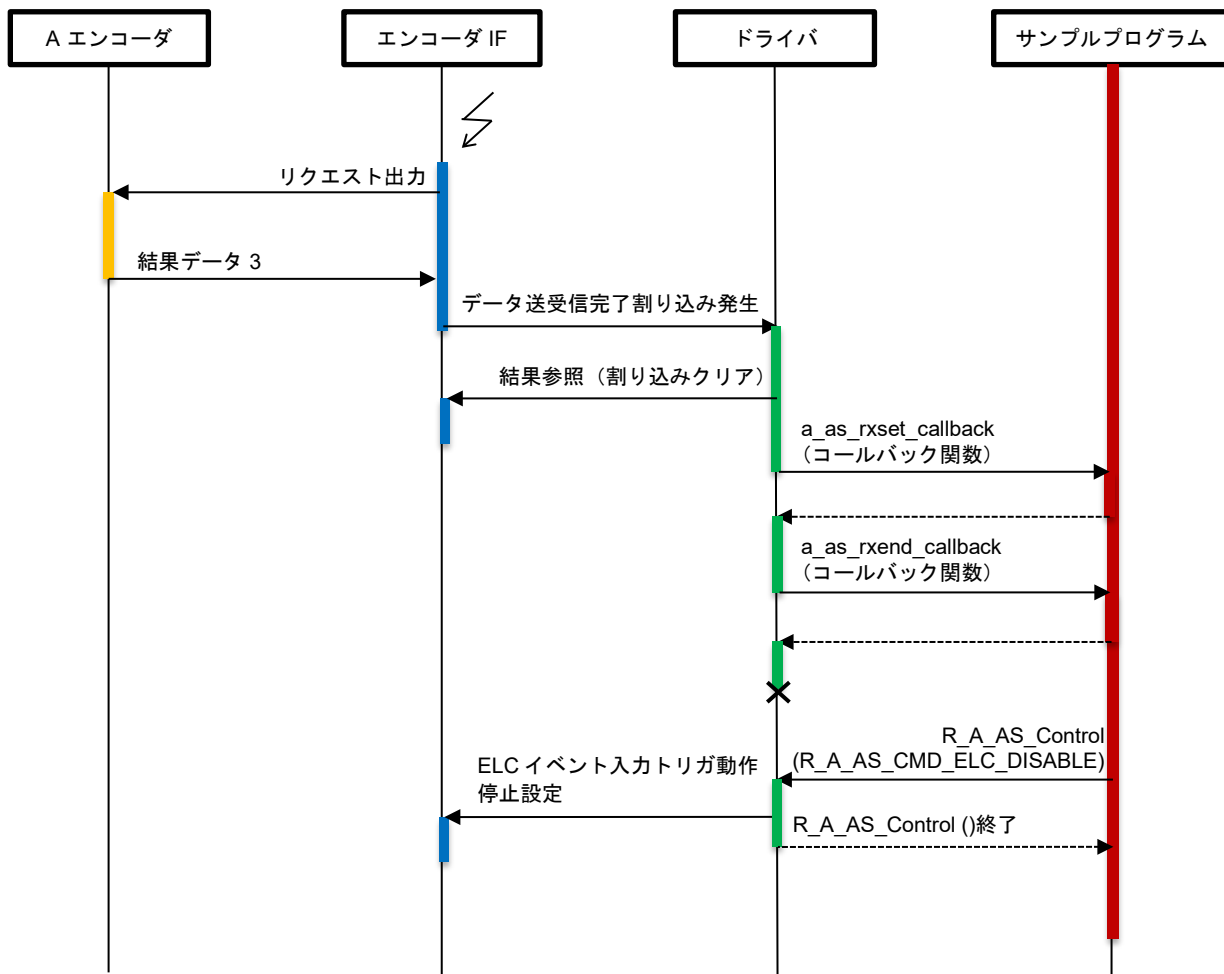 A エンコーダ
エンコーダ IF
ドライバ
サンプルプログラム
リクエスト出力
結果データ 3
データ送受信完了割り込み発生
結果参照（割り込みクリア）
a_as_rxset_callback
（コールバック関数）
a_as_rxend_callback
（コールバック関数）
R_A_AS_Control
(R_A_AS_CMD_ELC_DISABLE)
ELC イベント入力トリガ動作
停止設定
R_A_AS_Control ()終了